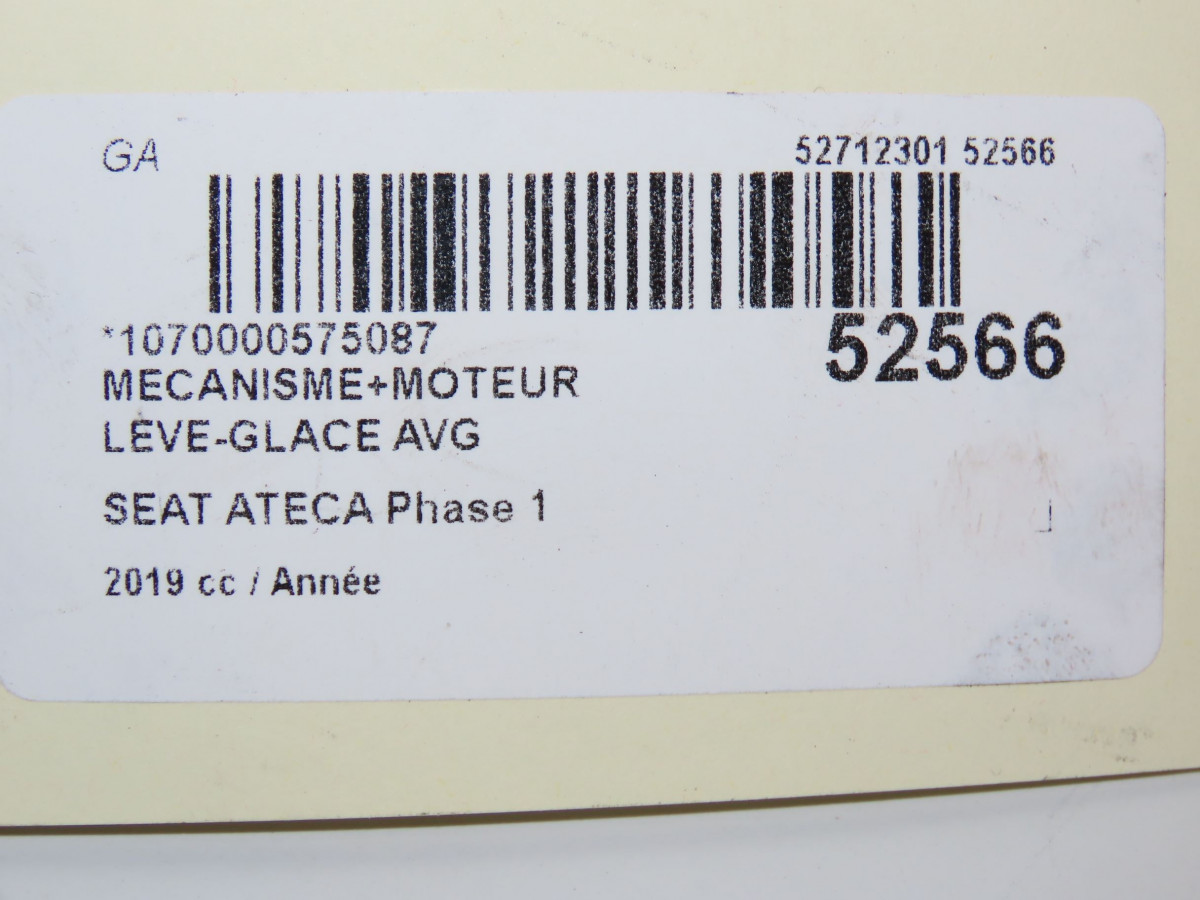 GA
52712301 52566
*1070000575087
52566
MECANISME+MOTEUR
LEVE-GLACE AVG
SEAT ATECA Phase 1
2019 cc / Année